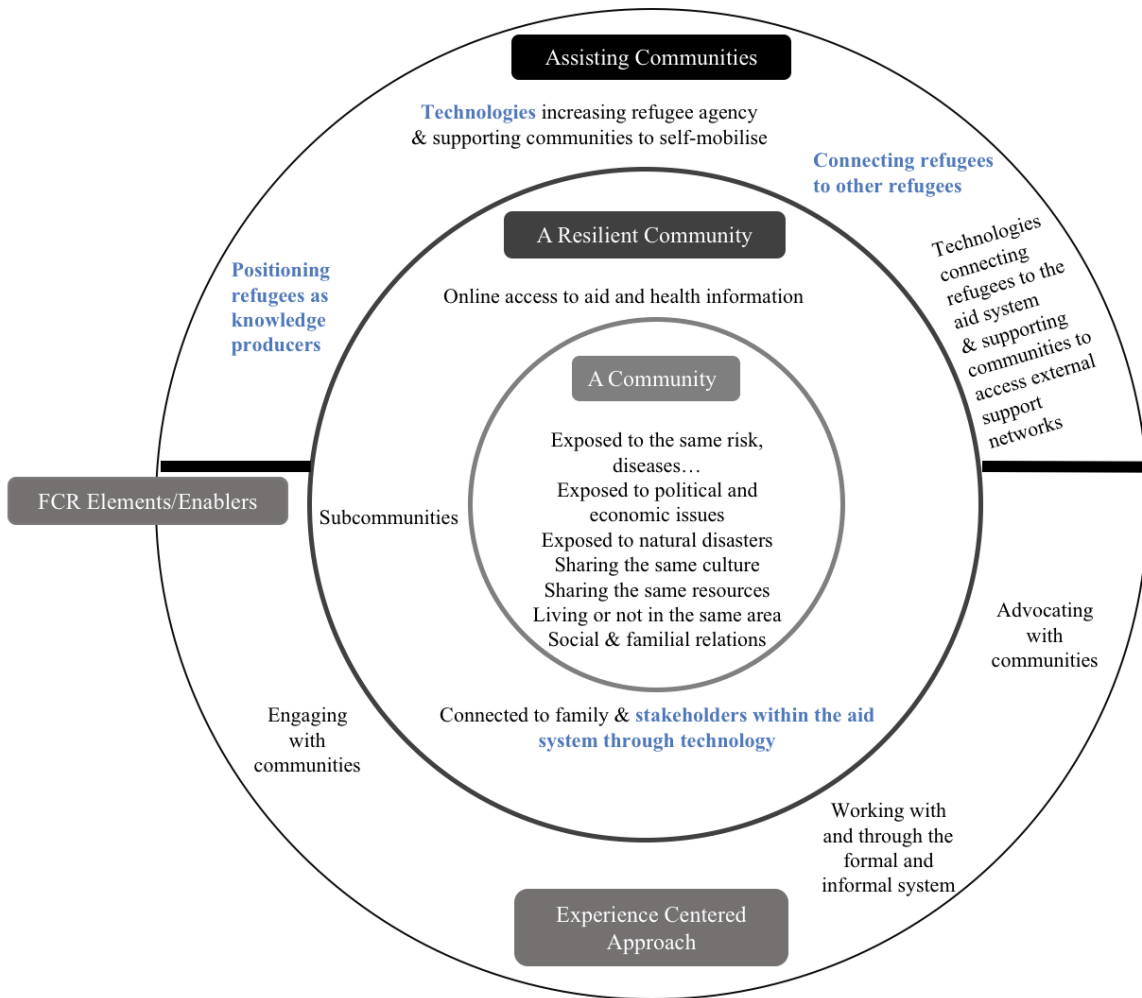 Assisting Communities
Technologies increasing refugee agency
& supporting communities to self-mobilise
Connecting refugees
to other refugees
Technologies
connecting
refugees to the
aid system
& supporting
communities to
access external
support
networks
Positioning
refugees as
knowledge
producers
A Resilient Community
Online access to aid and health information
A Community
Exposed to the same risk,
diseases…
Exposed to political and
economic issues
Exposed to natural disasters
Sharing the same culture
Sharing the same resources
Living or not in the same area
Social & familial relations
FCR Elements/Enablers
Subcommunities
Advocating
with
communities
Engaging
with
communities
Connected to family & stakeholders within the aid
system through technology
Working with
and through the
formal and
informal system
Experience Centered
Approach